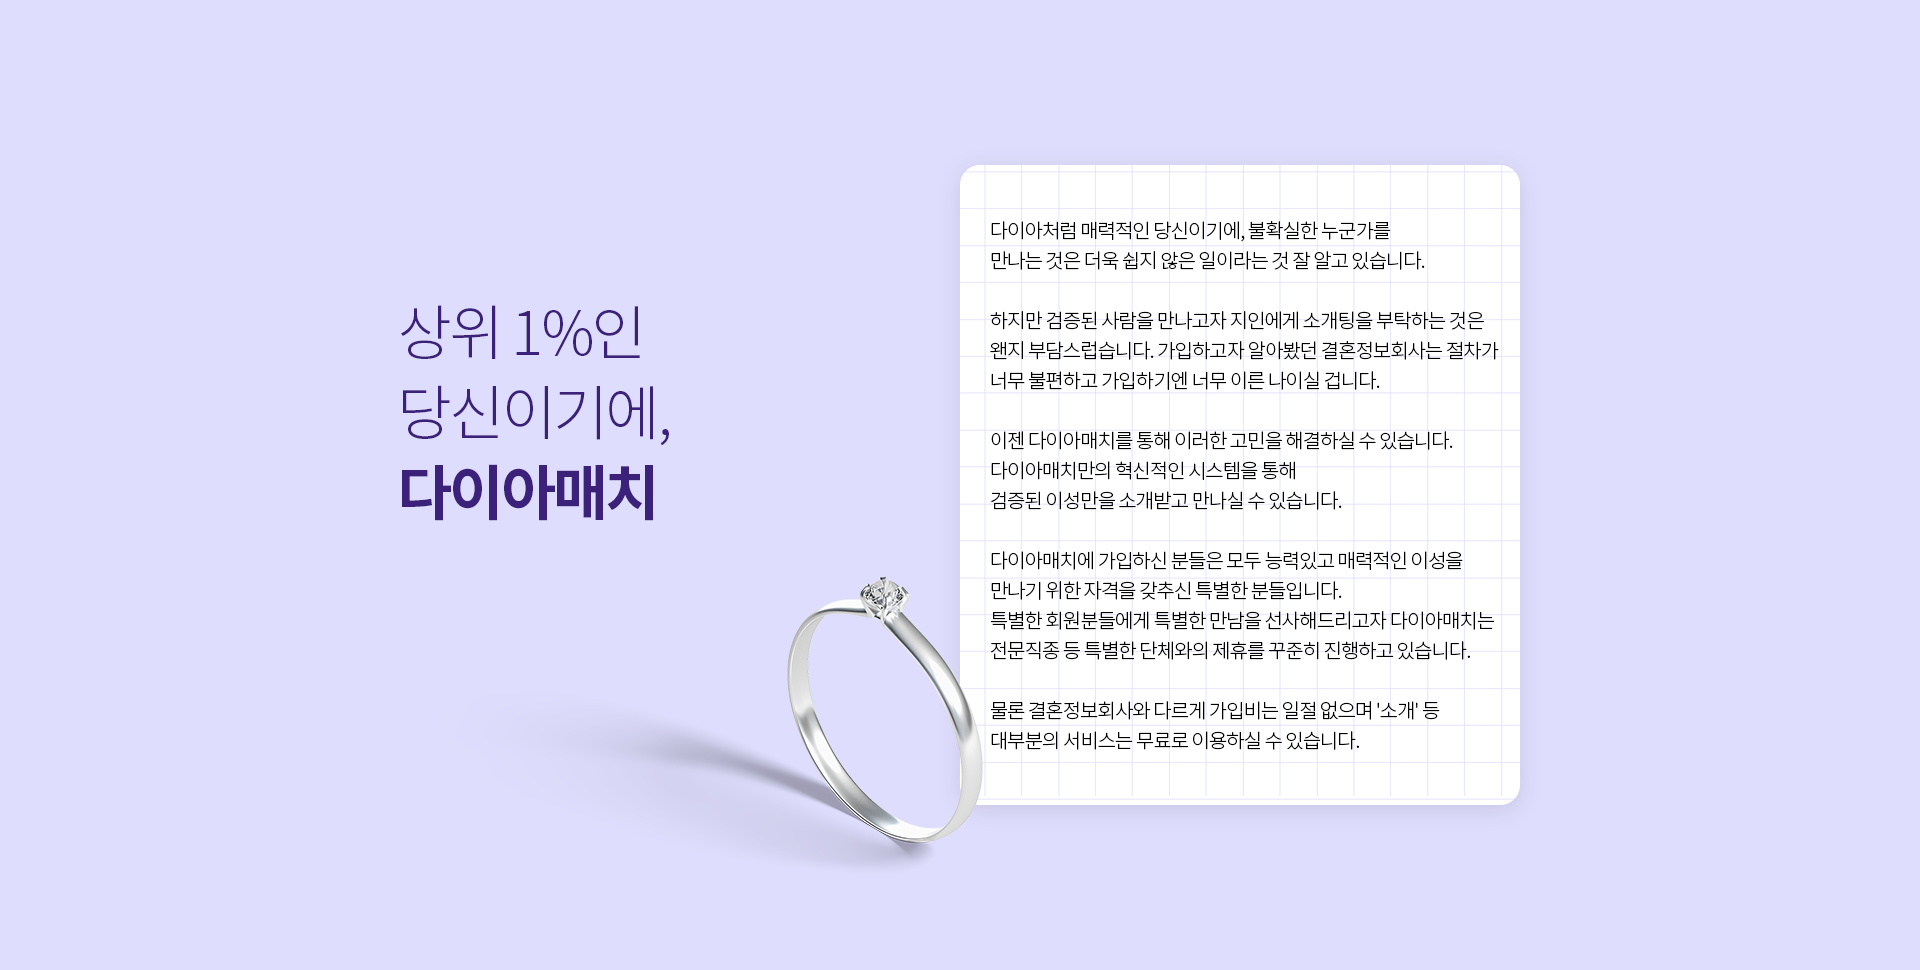 상위 1%인
당신이기에,
다이아매치
다이아처럼 매력적인 당신이기에, 불확실한 누군가를
만나는 것은 더욱 쉽지 않은 일이라는 것 잘 알고 있습니다.
하지만 검증된 사람을 만나고자 지인에게 소개팅을 부탁하는 것은
왠지 부담스럽습니다. 가입하고자 알아봤던 결혼정보회사는 절차가
너무 불편하고 가입하기엔 너무 이른 나이실 겁니다.
이젠 다이아매치를 통해 이러한 고민을 해결하실 수 있습니다.
다이아매치만의 혁신적인 시스템을 통해
검증된 이성만을 소개받고 만나실 수 있습니다.
다이아매치에 가입하신 분들은 모두 능력있고 매력적인 이성을
만나기 위한 자격을 갖추신 특별한 분들입니다.
특별한 회원분들에게 특별한 만남을 선사해드리고자 다이아매치는
전문직종 등 특별한 단체와의 제휴를 꾸준히 진행하고 있습니다.
물론 결혼정보회사와 다르게 가입비는 일절 없으며 '소개' 등
대부분의 서비스는 무료로 이용하실 수 있습니다.